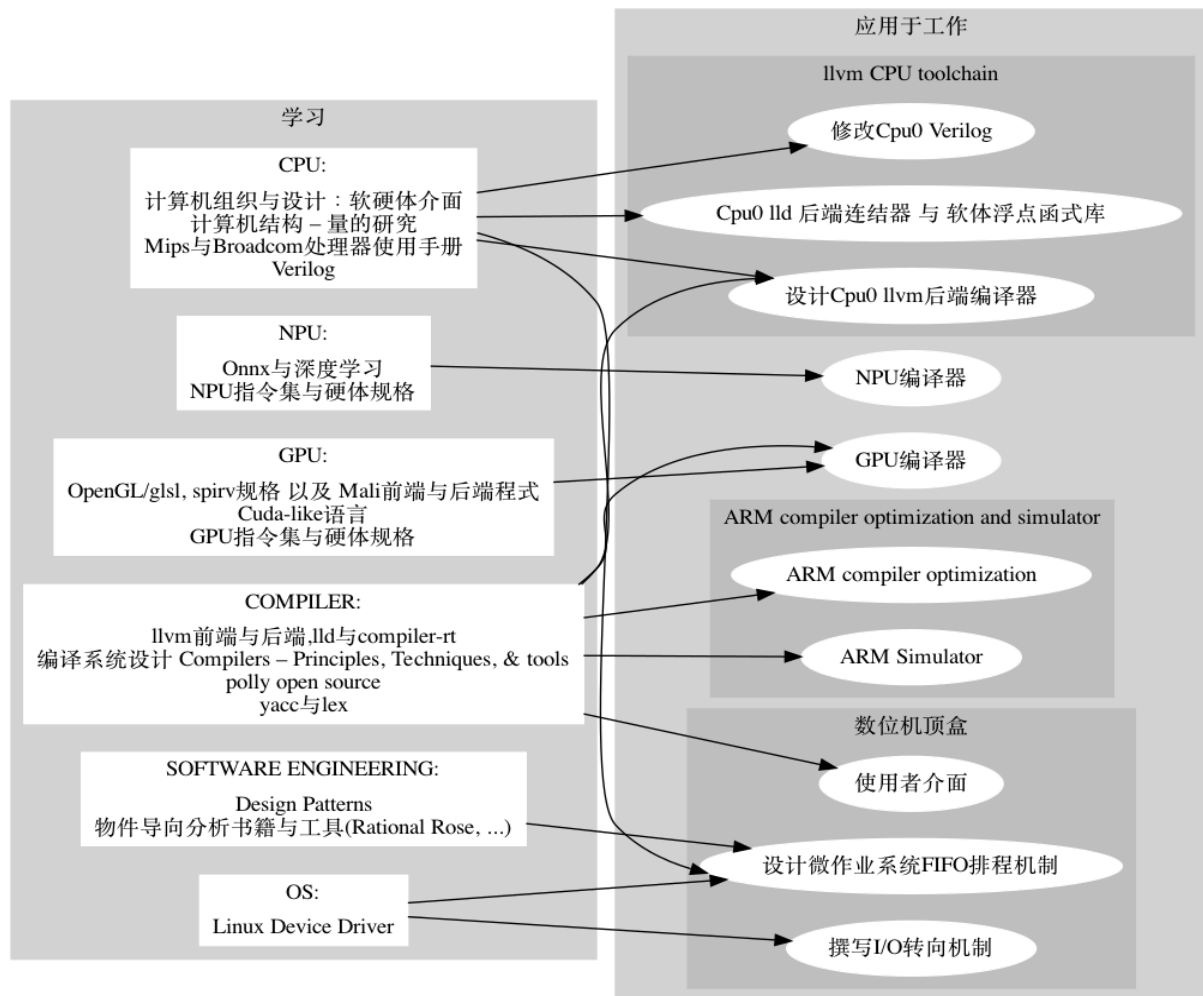 学习
CPU:
计算机组织与设计：软硬体介面
计算机结构 – 量的研究
Mips与Broadcom处理器使用手册
Verilog
NPU:
Onnx与深度学习
NPU指令集与硬体规格
GPU:
OpenGL/glsl, spirv规格 以及 Mali前端与后端程式
Cuda-like语言
GPU指令集与硬体规格
COMPILER:
llvm前端与后端,lld与compiler-rt
编译系统设计 Compilers – Principles, Techniques, & tools
polly open source
yacc与lex
SOFTWARE ENGINEERING:
Design Patterns
物件导向分析书籍与工具(Rational Rose, ...)
OS:
Linux Device Driver
应用于工作
llvm CPU toolchain
修改Cpu0 Verilog
Cpu0 lld 后端连结器 与 软体浮点函式库
设计Cpu0 llvm后端编译器
NPU编译器
GPU编译器
ARM compiler optimization and simulator
ARM compiler optimization
ARM Simulator
数位机顶盒
使用者介面
设计微作业系统FIFO排程机制
撰写I/O转向机制